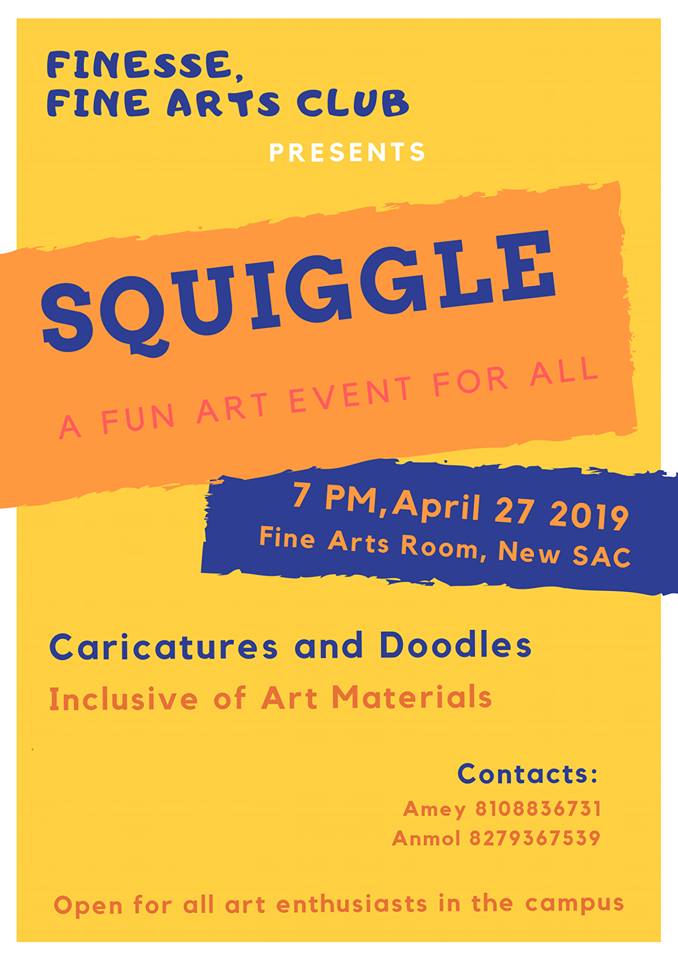 FINESSE,
FINE ARTS CLUB
PRESENTS
SQUIGGLE
A FUN ART EVENT FOR ALL
7 PM,April 27 2019
Fine Arts Room, New SAC
Caricatures and Doodles
Inclusive of Art Materials
Contacts:
Amey 8108836731
Anmol 8279367539
Open for all art enthusiasts in the campus